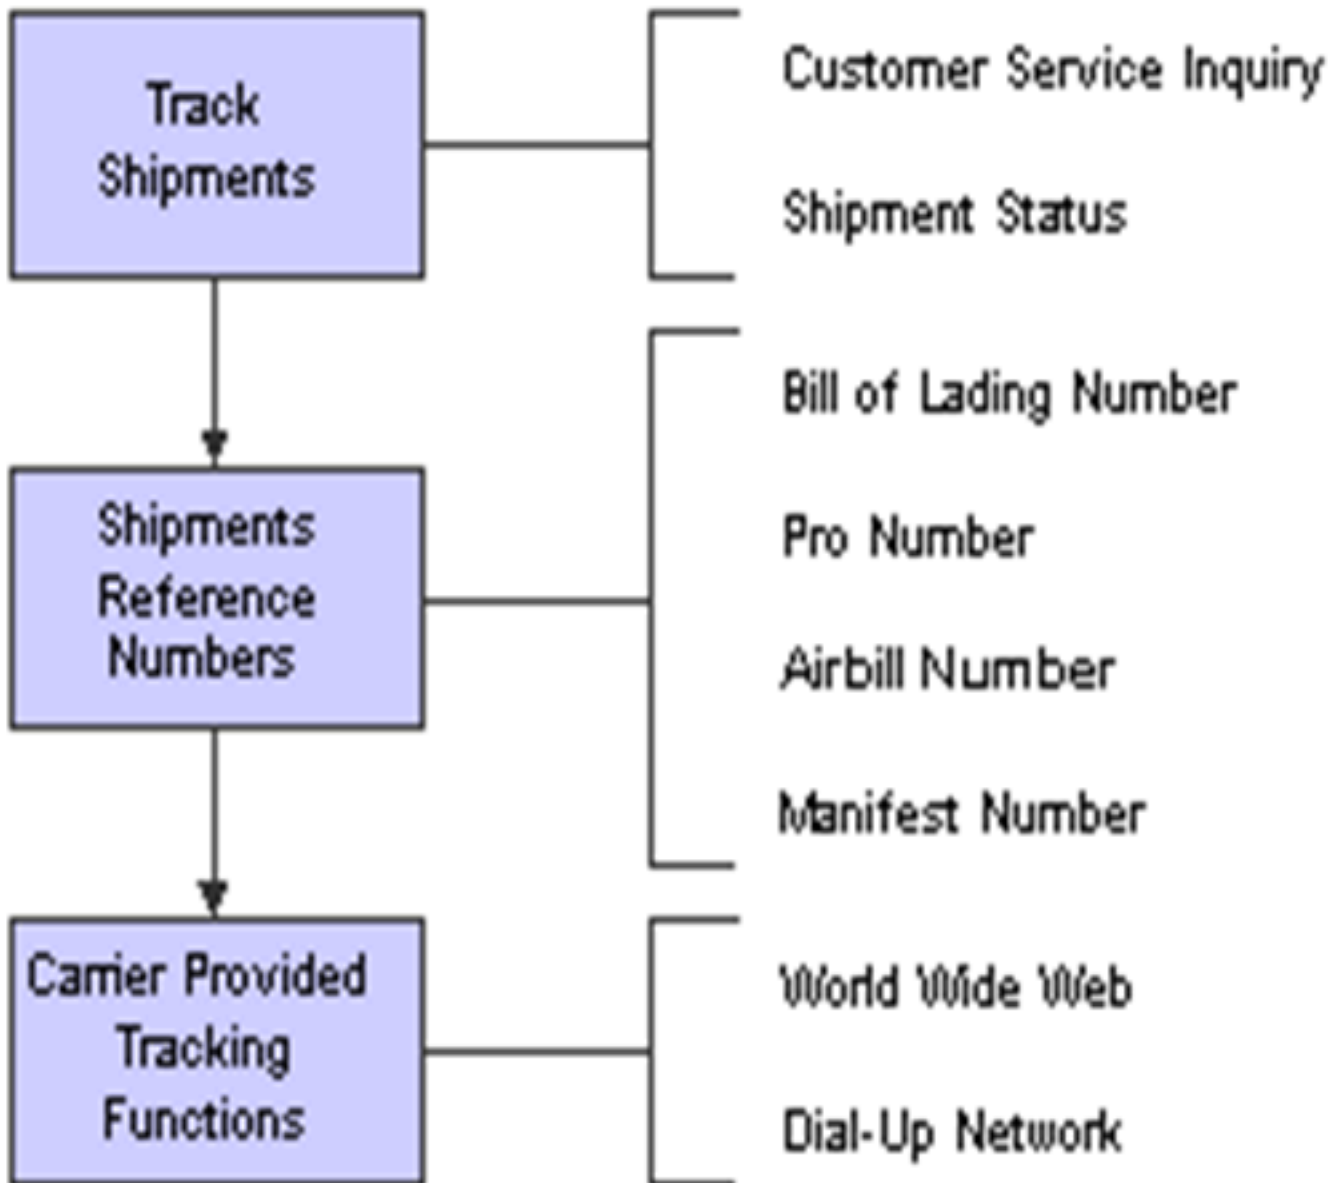 Track
Shipments
Customer Service Inquiry
Shipment Status
Shipments
Reference
Numbers
Bill of Lading Number
Pro Number
Airbill Number
Manifest Number
Carrier Provided
Tracking
Functions
World Wide Web
Dial-Up Network